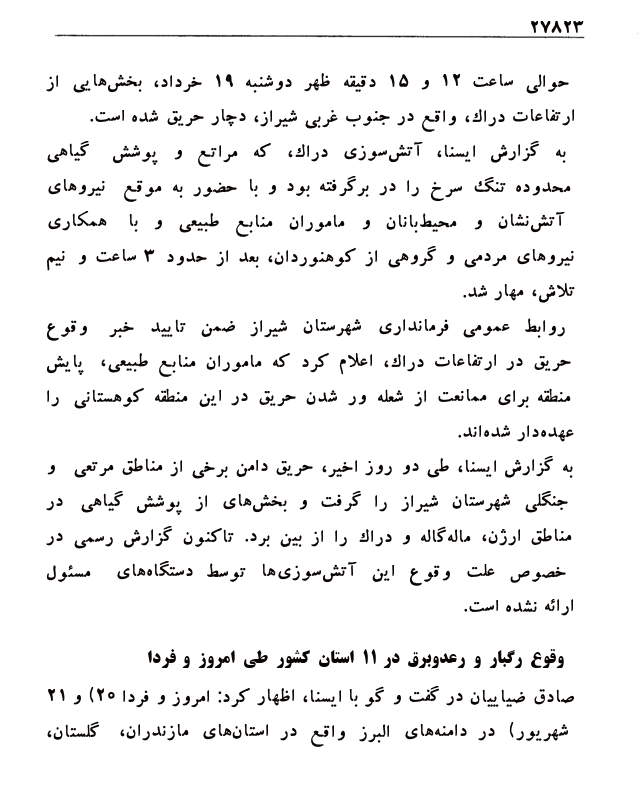 ۲۷۸۲۳
حوالی ساعت ۱۲ و ۱۵ دقیقه ظهر دوشنبه ۱۹ خرداد، بخش‌هایی از
ارتفاعات دراك، واقع در جنوب غربی شیراز، دچار حریق شده است.
به گزارش ایسنا، آتش‌سوزی دراك، که مراتع و پوشش گیاهی
محدوده تنگ سرخ را در برگرفته بود و با حضور به موقع نیروهای
آتش‌نشان و محیط‌بانان و ماموران منابع طبیعی و با همکاری
نیروهای مردمی و گروهی از کوهنوردان، بعد از حدود ۳ ساعت و نیم
تلاش، مهار شد.
روابط عمومی فرمانداری شهرستان شیراز ضمن تایید خبر وقوع
حریق در ارتفاعات دراك، اعلام کرد که ماموران منابع طبیعی، پایش
منطقه برای ممانعت از شعله ور شدن حریق در این منطقه کوهستانی را
عهده‌دار شده‌اند.
به گزارش ایسنا، طی دو روز اخیر، حریق دامن برخی از مناطق مرتعی و
جنگلی شهرستان شیراز را گرفت و بخش‌های از پوشش گیاهی در
مناطق ارژن، ماله‌گاله و دراك را از بین برد. تاکنون گزارش رسمی در
خصوص علت وقوع این آتش‌سوزی‌ها توسط دستگاه‌های مسئول
ارائه نشده است.
وقوع رگبار و رعدوبرق در ۱۱ استان کشور طی امروز و فردا
صادق ضیاییان در گفت و گو با ایسنا، اظهار کرد: امروز و فردا ۲۵) و ۲۱
شهریور) در دامنه‌های البرز واقع در استان‌های مازندران، گلستان،